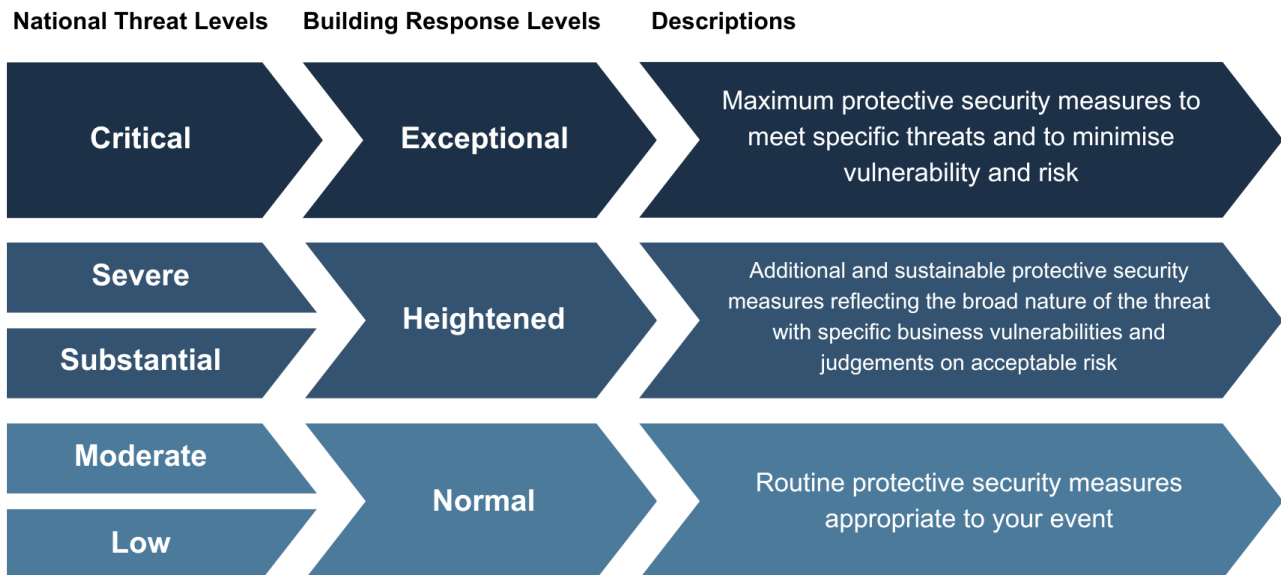 National Threat Levels
Building Response Levels
Descriptions
Critical
Exceptional
Maximum protective security measures to
meet specific threats and to minimise
vulnerability and risk
Severe
Substantial
Heightened
Additional and sustainable protective security
measures reflecting the broad nature of the threat
with specific business vulnerabilities and
judgements on acceptable risk
Moderate
Low
Normal
Routine protective security measures
appropriate to your event